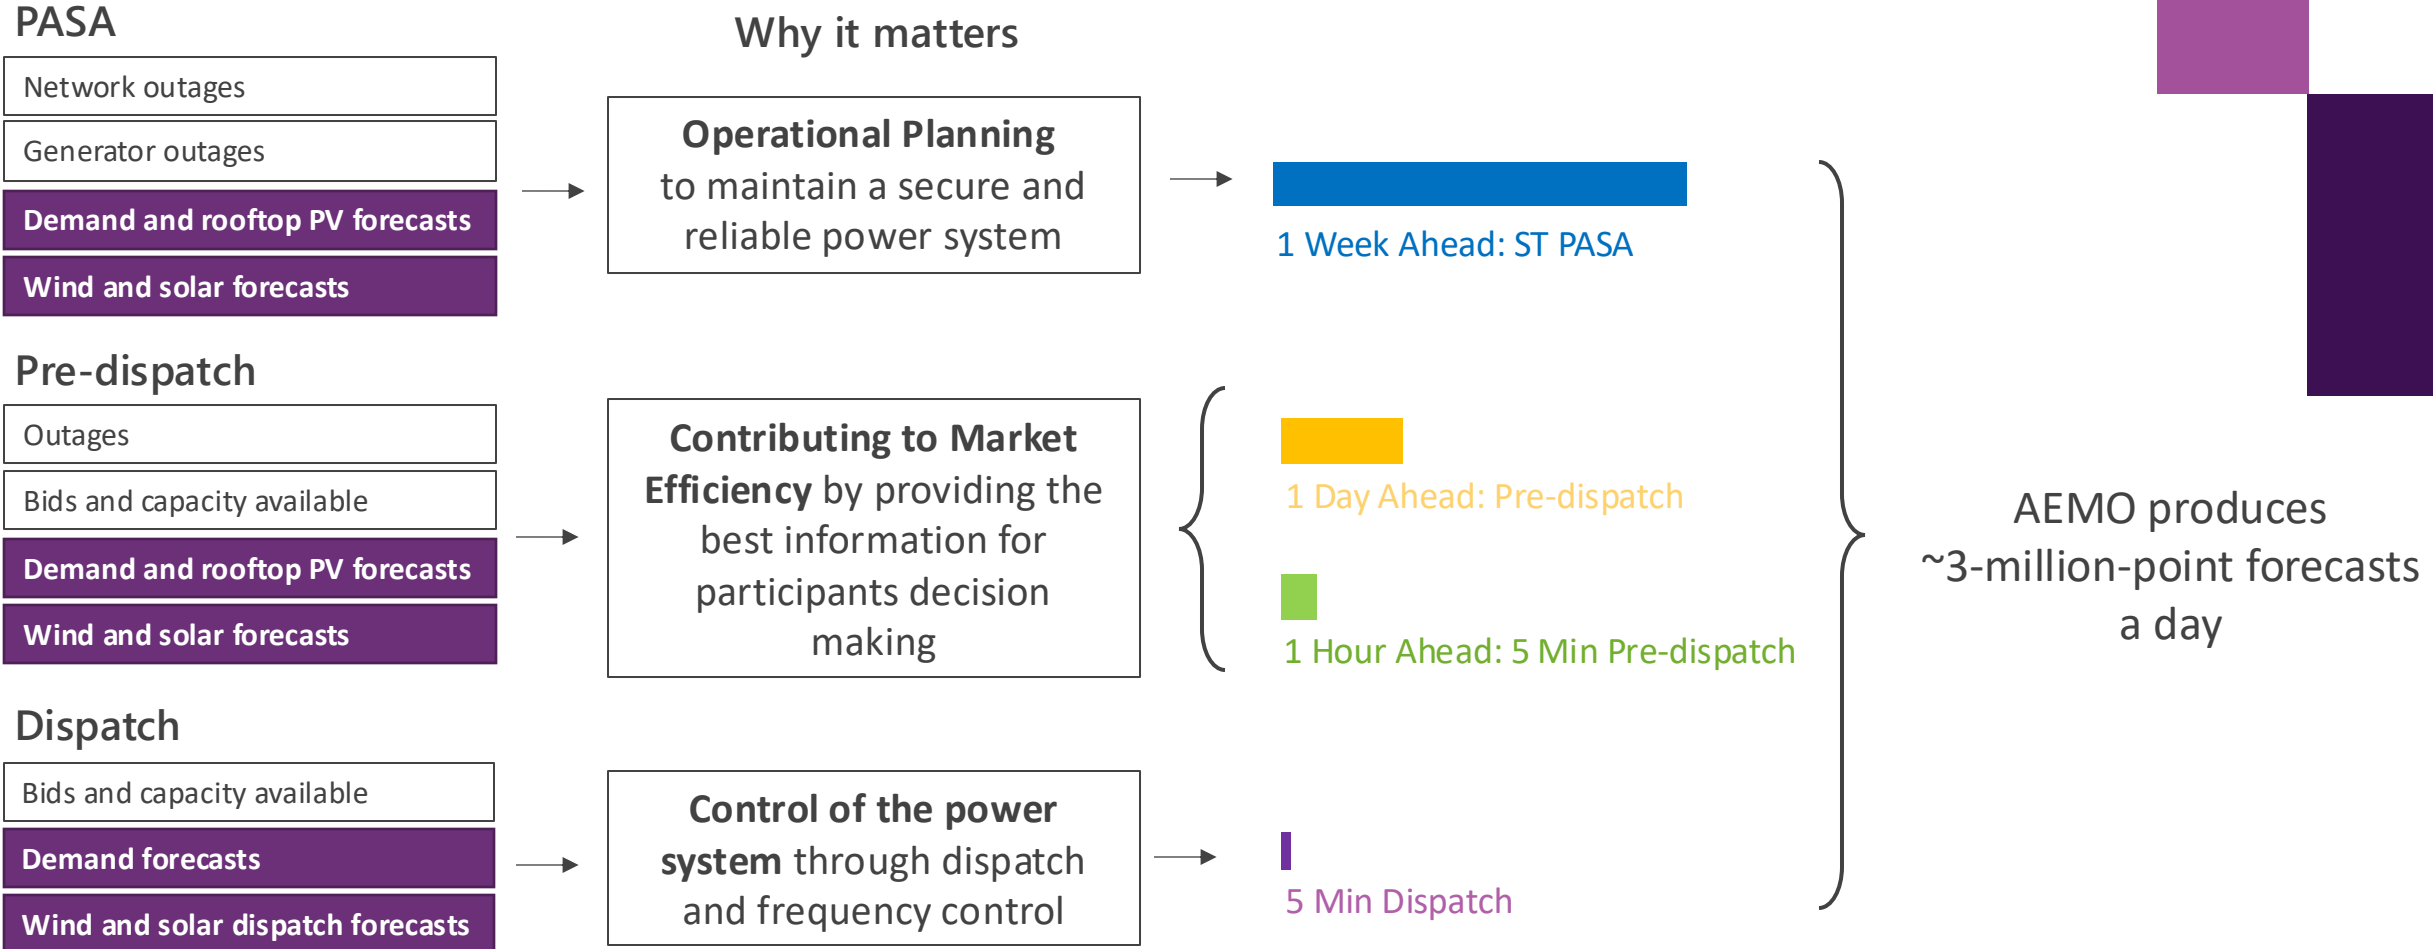 PASA
Network outages
Generator outages
Demand and rooftop PV forecasts
Wind and solar forecasts
Why it matters
Operational Planning
to maintain a secure and
reliable power system
1 Week Ahead: ST PASA
Pre-dispatch
Outages
Bids and capacity available
Demand and rooftop PV forecasts
Wind and solar forecasts
Contributing to Market
Efficiency by providing the
best information for
participants decision
making
1 Day Ahead: Pre-dispatch
1 Hour Ahead: 5 Min Pre-dispatch
Dispatch
Bids and capacity available
Demand forecasts
Wind and solar dispatch forecasts
Control of the power
system through dispatch
and frequency control
5 Min Dispatch
AEMO produces
~3-million-point forecasts
a day